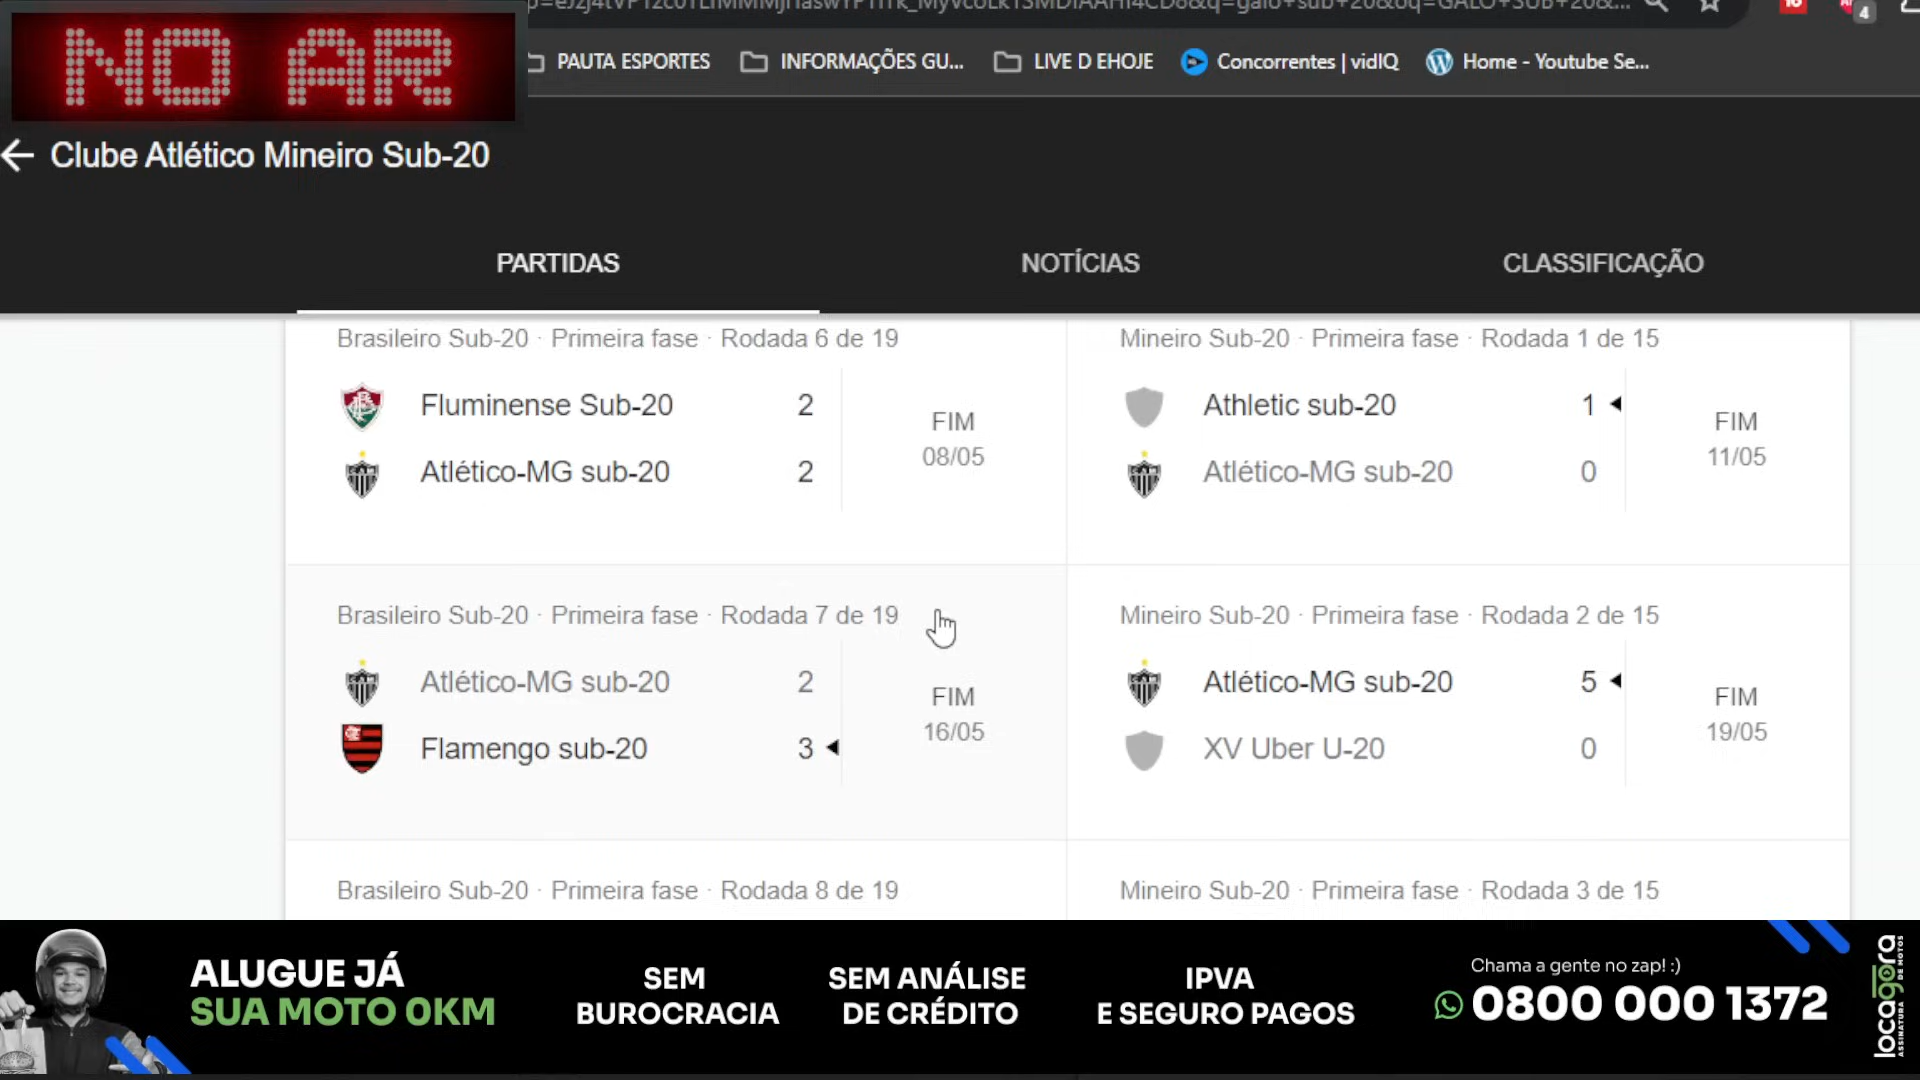 NO AR
PAUTA ESPORTES
INFORMAÇÕES GU...
LIVE D EHOJE
Concorrentes | vidIQ
Home - Youtube Se...
4
Clube Atlético Mineiro Sub-20
PARTIDAS
NOTÍCIAS
CLASSIFICAÇÃO
Brasileiro Sub-20 · Primeira fase · Rodada 6 de 19
Fluminense Sub-20 2
Atlético-MG sub-20 2
FIM
08/05
Mineiro Sub-20 · Primeira fase · Rodada 1 de 15
Athletic sub-20 1
Atlético-MG sub-20 0
FIM
11/05
Brasileiro Sub-20 · Primeira fase · Rodada 7 de 19
Atlético-MG sub-20 2
Flamengo sub-20 3
FIM
16/05
Mineiro Sub-20 · Primeira fase · Rodada 2 de 15
Atlético-MG sub-20 5
XV Uber U-20 0
FIM
19/05
Brasileiro Sub-20 · Primeira fase · Rodada 8 de 19
Mineiro Sub-20 · Primeira fase · Rodada 3 de 15
ALUGUE JÁ
SUA MOTO 0KM
SEM
BUROCRACIA
SEM ANÁLISE
DE CRÉDITO
IPVA
E SEGURO PAGOS
Chama a gente no zap! :)
0800 000 1372
locagora
ASSINATURA DE MOTOS